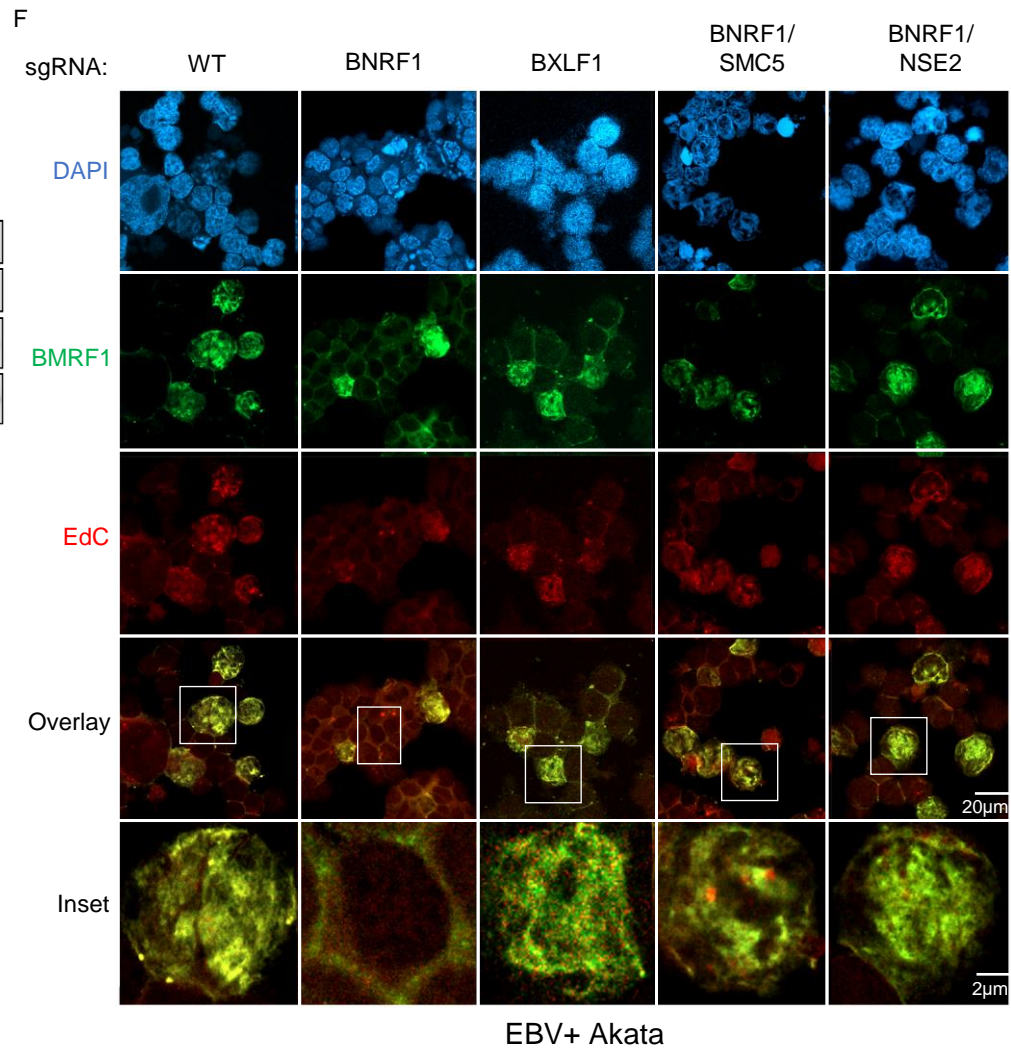 F
sgRNA: WT BNRF1 BXLF1 BNRF1/ SMC5 BNRF1/ NSE2
DAPI
BMRF1
EdC
Overlay
20µm
Inset
2µm
EBV+ Akata